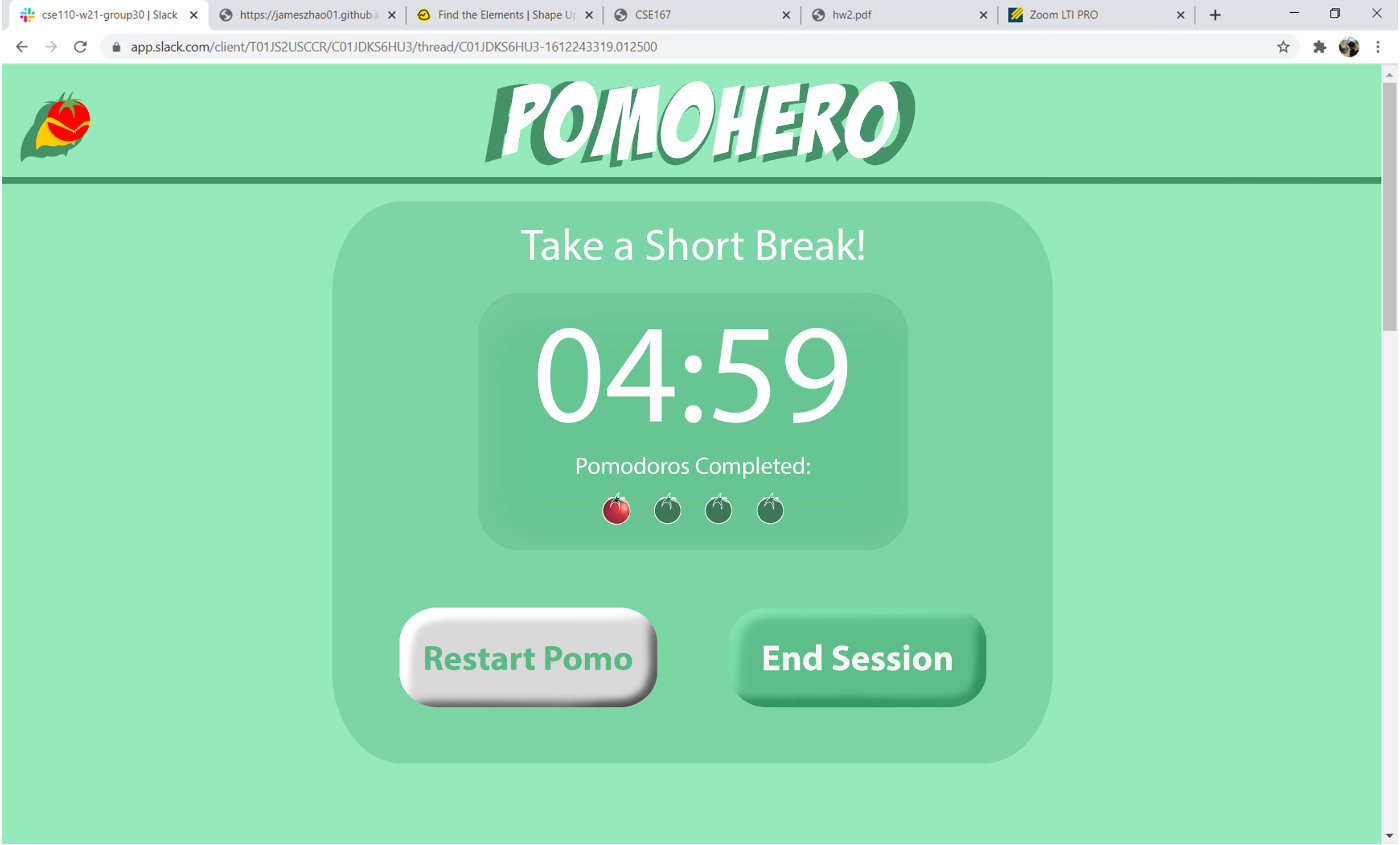 cse110-w21-group30 | Slack
https://jameszhao01.github.i
Find the Elements | Shape Up
CSE167
hw2.pdf
Zoom LTI PRO
app.slack.com/client/T01JS2USCCR/C01JDKS6HU3/thread/C01JDKS6HU3-1612243319.012500
POMOHERO
Take a Short Break!
04:59
Pomodoros Completed:
Restart Pomo
End Session